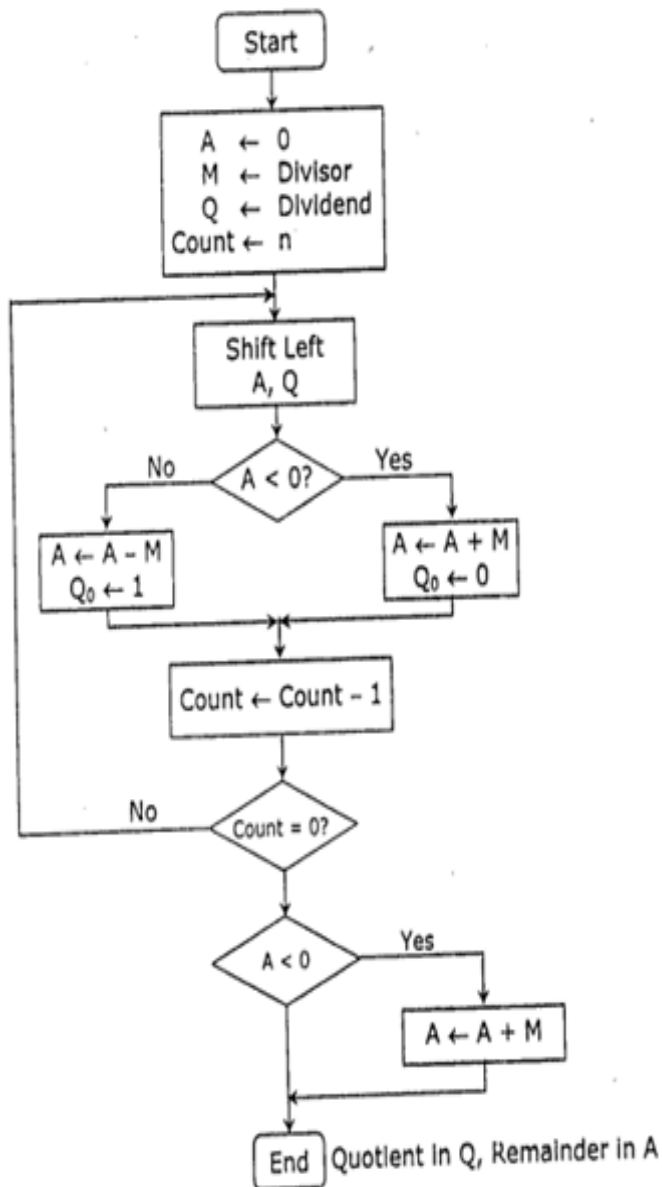 Start
A ← 0
M ← Divisor
Q ← Dividend
Count ← n
Shift Left
A, Q
No
A < 0?
Yes
A ← A – M
Q₀ ← 1
A ← A + M
Q₀ ← 0
Count ← Count – 1
No
Count = 0?
A < 0
Yes
A ← A + M
End
Quotient in Q, Remainder in A